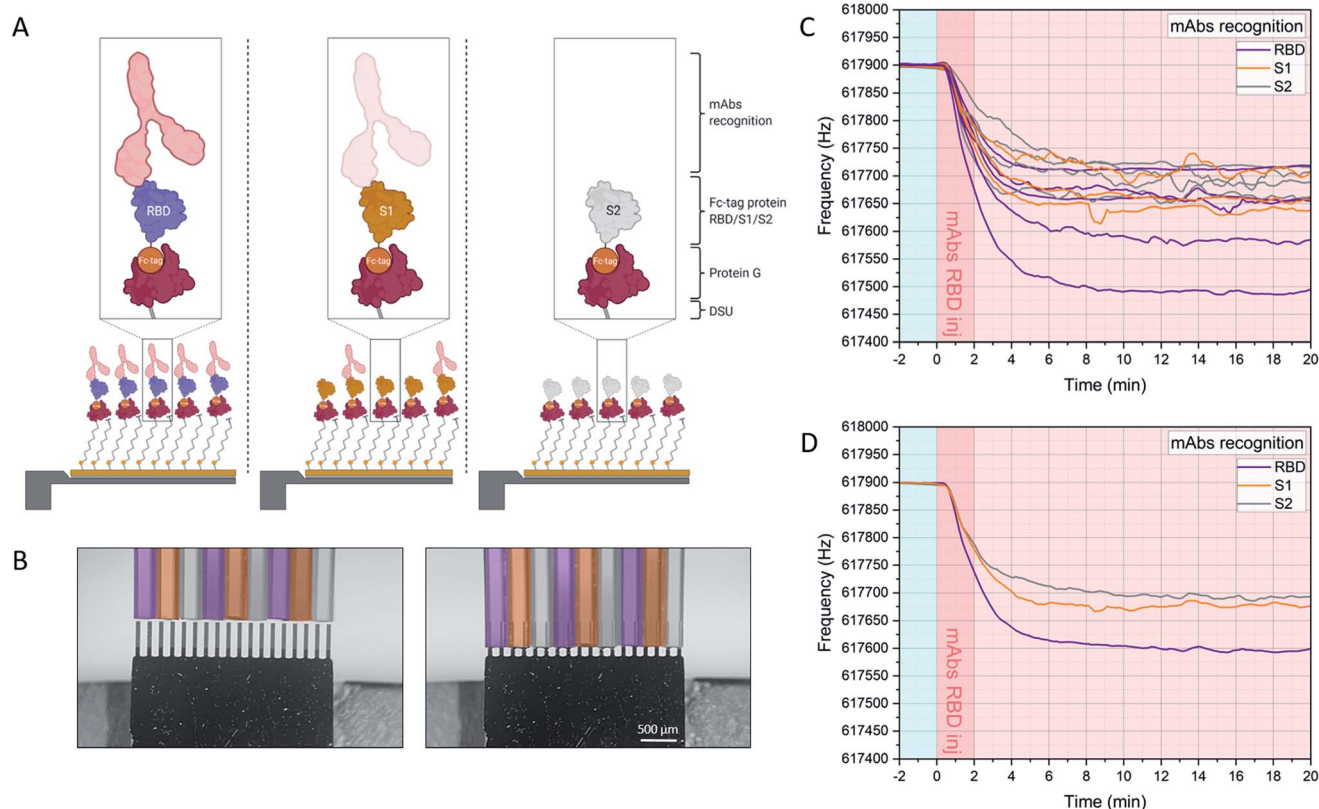 A
mAbs
recognition
RBD
S1
S2
Fc-tag protein
RBD/S1/S2
Fc-tag
Fc-tag
Fc-tag
Protein G
DSU
B
500 µm
C
618000
617950
617900
617850
617800
617750
617700
617650
617600
617550
617500
617450
617400
Frequency (Hz)
mAbs recognition
RBD
S1
S2
mAbs RBD inj
-2 0 2 4 6 8 10 12 14 16 18 20
Time (min)
D
618000
617950
617900
617850
617800
617750
617700
617650
617600
617550
617500
617450
617400
Frequency (Hz)
mAbs recognition
RBD
S1
S2
mAbs RBD inj
-2 0 2 4 6 8 10 12 14 16 18 20
Time (min)